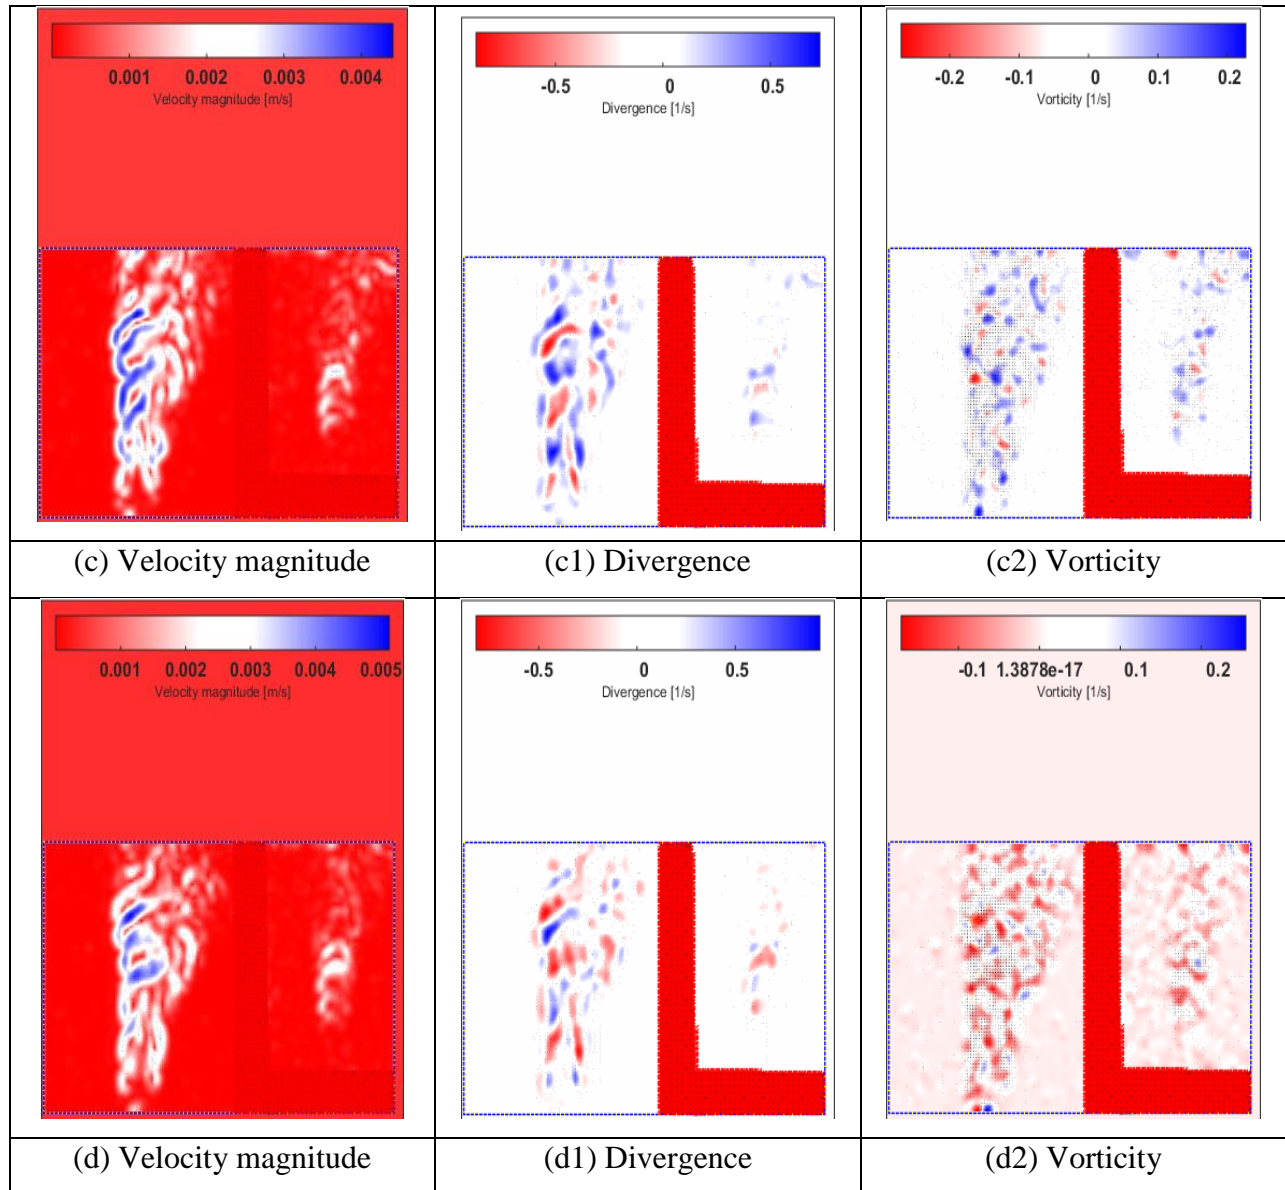 0.001 0.002 0.003 0.004
Velocity magnitude [m/s]
-0.5 0 0.5
Divergence [1/s]
-0.2 -0.1 0 0.1 0.2
Vorticity [1/s]
(c) Velocity magnitude
(c1) Divergence
(c2) Vorticity
0.001 0.002 0.003 0.004 0.005
Velocity magnitude [m/s]
-0.5 0 0.5
Divergence [1/s]
-0.1 1.3878e-17 0.1 0.2
Vorticity [1/s]
(d) Velocity magnitude
(d1) Divergence
(d2) Vorticity